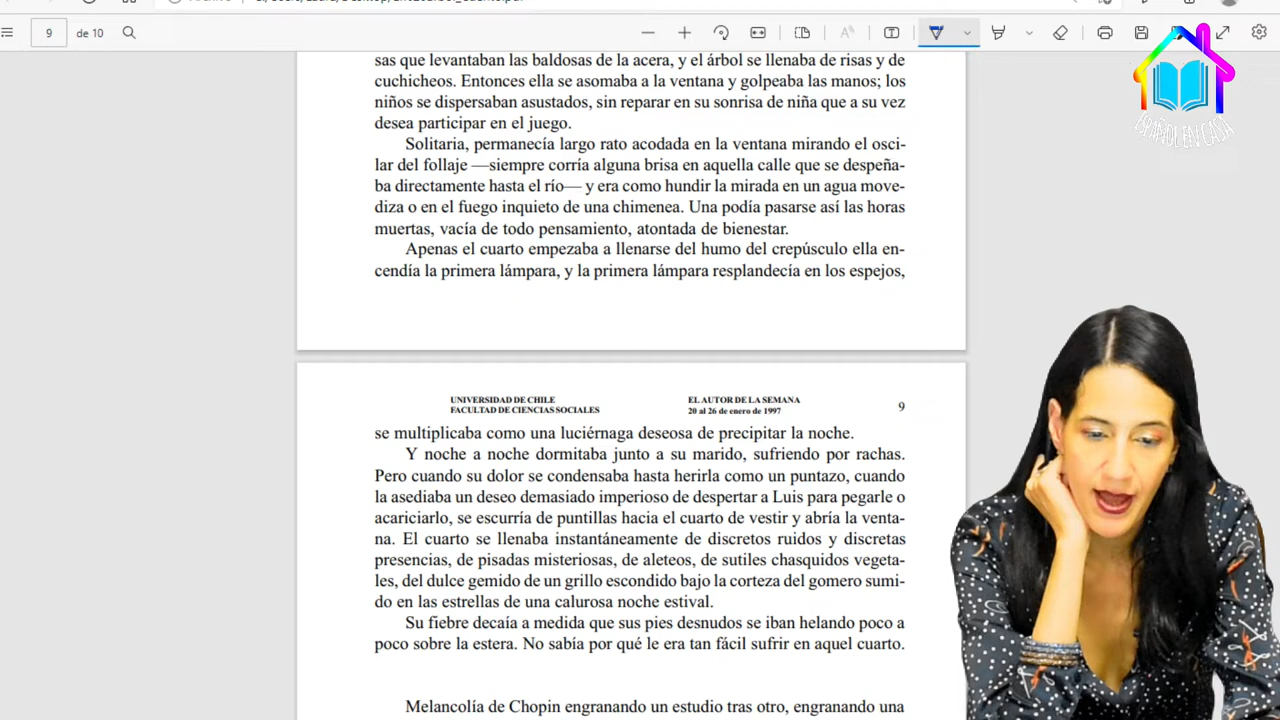 9
de 10
sas que levantaban las baldosas de la acera, y el árbol se llenaba de risas y de
cuchicheos. Entonces ella se asomaba a la ventana y golpeaba las manos; los
niños se dispersaban asustados, sin reparar en su sonrisa de niña que a su vez
desea participar en el juego.
Solitaria, permanecía largo rato acodada en la ventana mirando el osci-
lar del follaje —siempre corría alguna brisa en aquella calle que se despeña-
ba directamente hasta el río— y era como hundir la mirada en un agua move-
diza o en el fuego inquieto de una chimenea. Una podía pasarse así las horas
muertas, vacía de todo pensamiento, atontada de bienestar.
Apenas el cuarto empezaba a llenarse del humo del crepúsculo ella en-
cendía la primera lámpara, y la primera lámpara resplandecía en los espejos,
UNIVERSIDAD DE CHILE
FACULTAD DE CIENCIAS SOCIALES
EL AUTOR DE LA SEMANA
20 al 26 de enero de 1997
9
se multiplicaba como una luciérnaga deseosa de precipitar la noche.
Y noche a noche dormitaba junto a su marido, sufriendo por rachas.
Pero cuando su dolor se condensaba hasta herirla como un puntazo, cuando
la asediaba un deseo demasiado imperioso de despertar a Luis para pegarle o
acariciarlo, se escurría de puntillas hacia el cuarto de vestir y abría la venta-
na. El cuarto se llenaba instantáneamente de discretos ruidos y discretas
presencias, de pisadas misteriosas, de aleteos, de sutiles chasquidos vegeta-
les, del dulce gemido de un grillo escondido bajo la corteza del gomero sumi-
do en las estrellas de una calurosa noche estival.
Su fiebre decaía a medida que sus pies desnudos se iban helando poco a
poco sobre la estera. No sabía por qué le era tan fácil sufrir en aquel cuarto.
Melancolía de Chopin engranando un estudio tras otro, engranando una
ESPAÑOL EN CASA